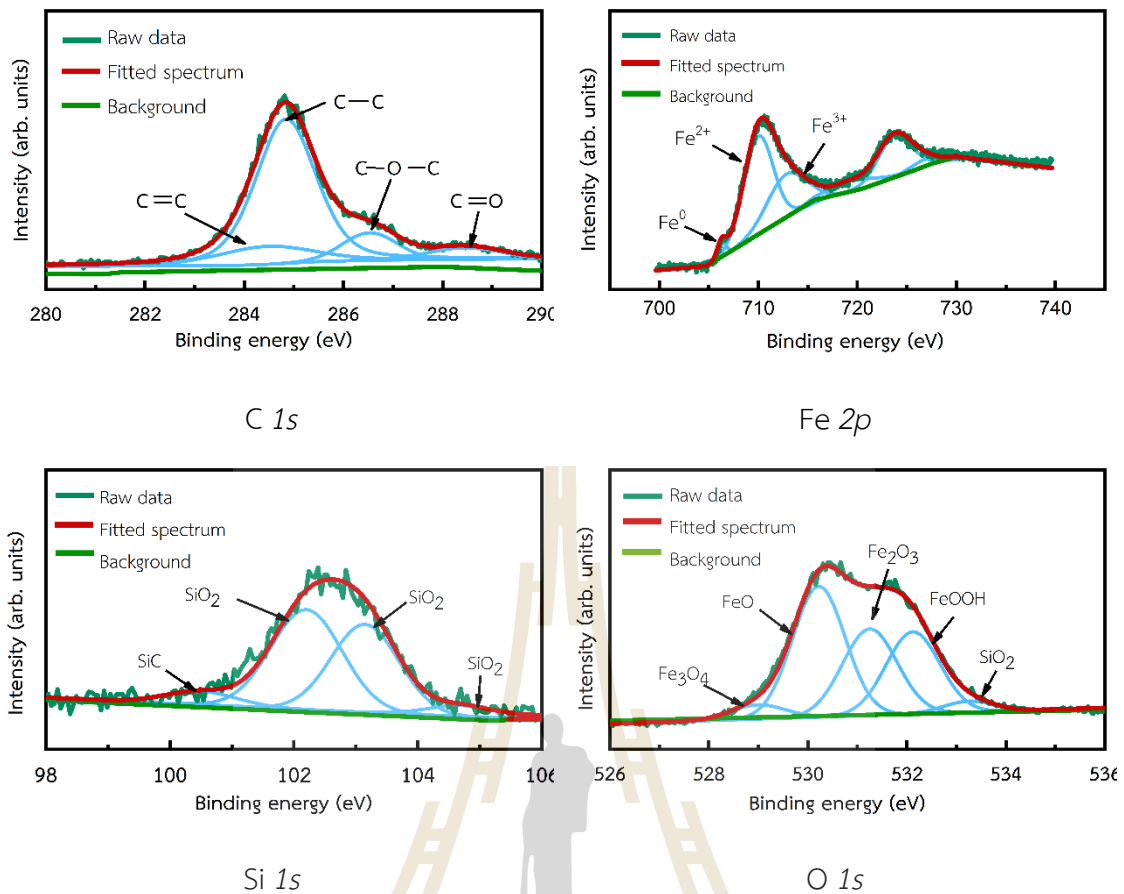 Intensity (arb. units)
Raw data
Fitted spectrum
Background
C=C
C—C
C—O—C
C=O
280 282 284 286 288 290
Binding energy (eV)
C 1s
Intensity (arb. units)
Raw data
Fitted spectrum
Background
Fe⁰
Fe²⁺
Fe³⁺
700 710 720 730 740
Binding energy (eV)
Fe 2p
Intensity (arb. units)
Raw data
Fitted spectrum
Background
SiC
SiO₂
SiO₂
SiO₂
98 100 102 104 106
Binding energy (eV)
Si 1s
Intensity (arb. units)
Raw data
Fitted spectrum
Background
Fe₃O₄
FeO
Fe₂O₃
FeOOH
SiO₂
526 528 530 532 534 536
Binding energy (eV)
O 1s